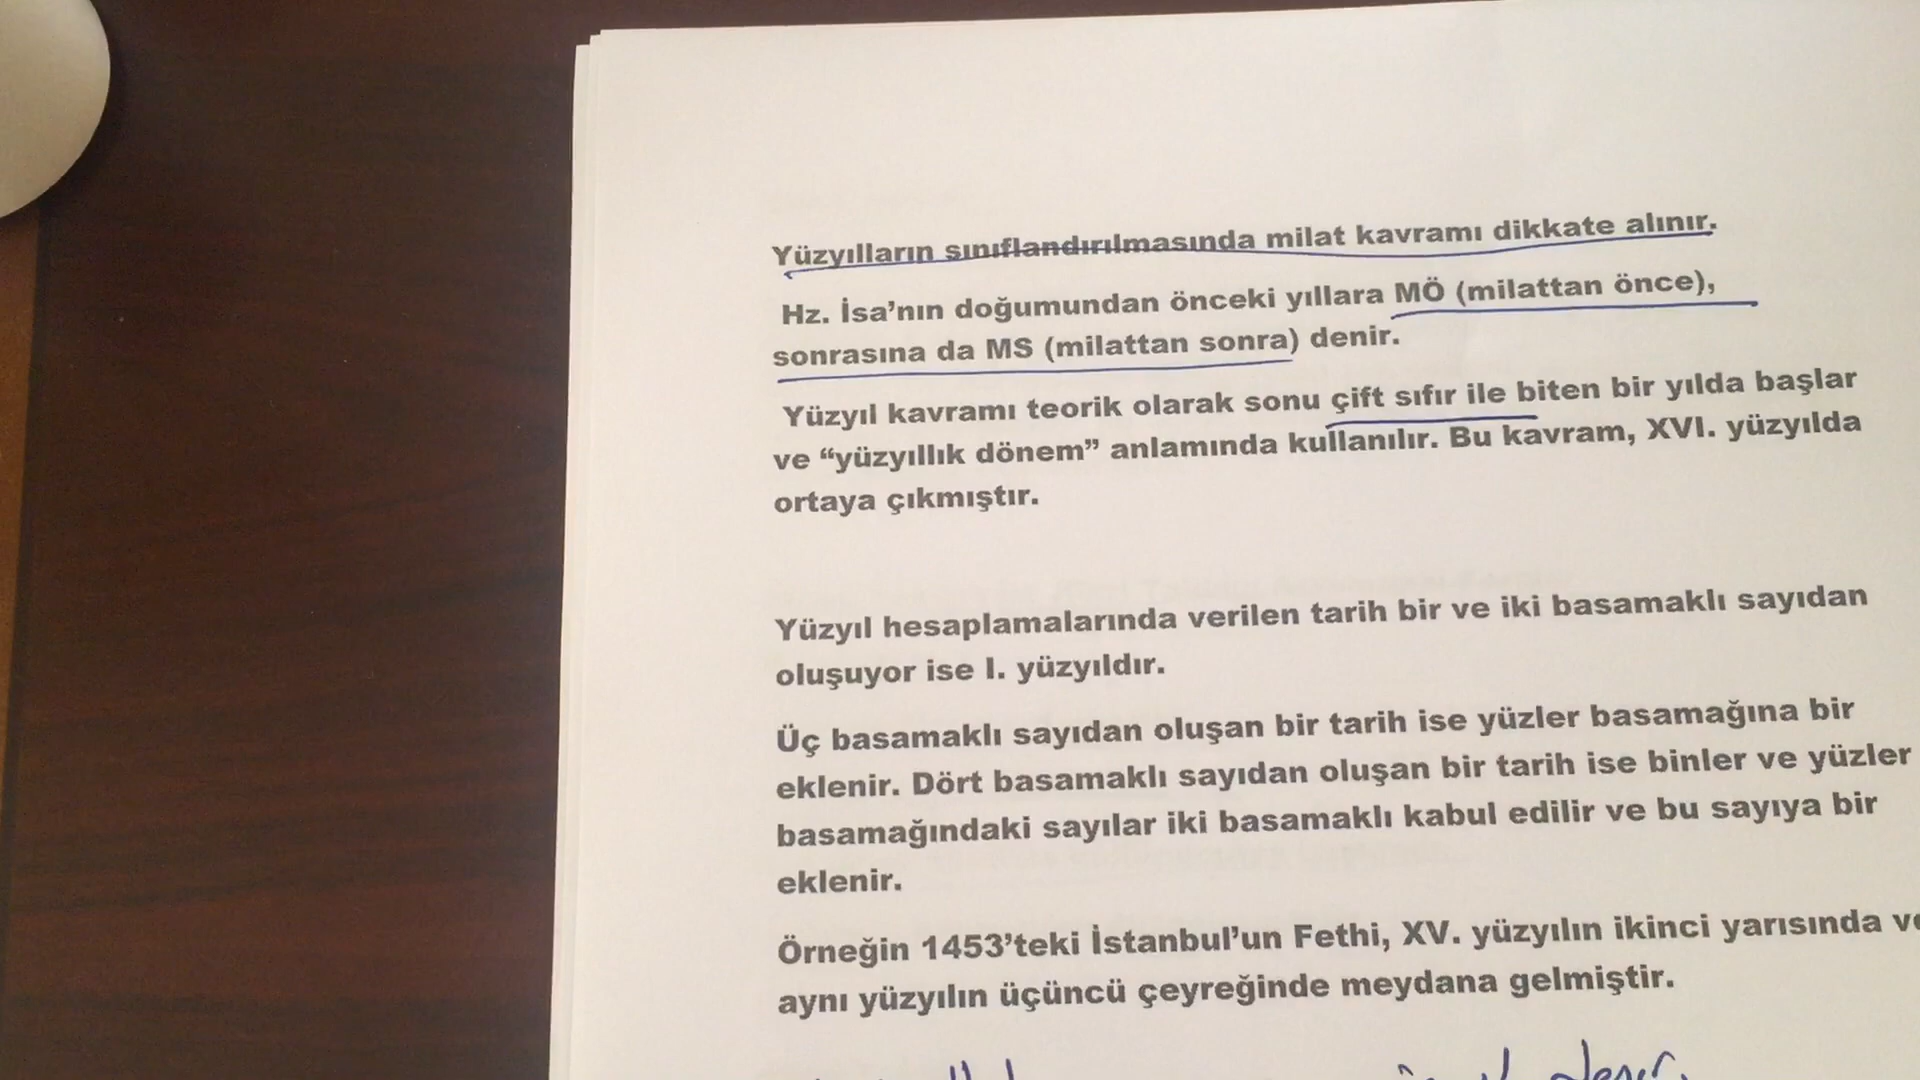 Yüzyılların sınıflandırılmasında milat kavramı dikkate alınır.
Hz. İsa’nın doğumundan önceki yıllara MÖ (milattan önce),
sonrasına da MS (milattan sonra) denir.
Yüzyıl kavramı teorik olarak sonu çift sıfır ile biten bir yılda başlar
ve “yüzyıllık dönem” anlamında kullanılır. Bu kavram, XVI. yüzyılda
ortaya çıkmıştır.
Yüzyıl hesaplamalarında verilen tarih bir ve iki basamaklı sayıdan
oluşuyor ise I. yüzyıldır.
Üç basamaklı sayıdan oluşan bir tarih ise yüzler basamağına bir
eklenir. Dört basamaklı sayıdan oluşan bir tarih ise binler ve yüzler
basamağındaki sayılar iki basamaklı kabul edilir ve bu sayıya bir
eklenir.
Örneğin 1453’teki İstanbul’un Fethi, XV. yüzyılın ikinci yarısında
aynı yüzyılın üçüncü çeyreğinde meydana gelmiştir.